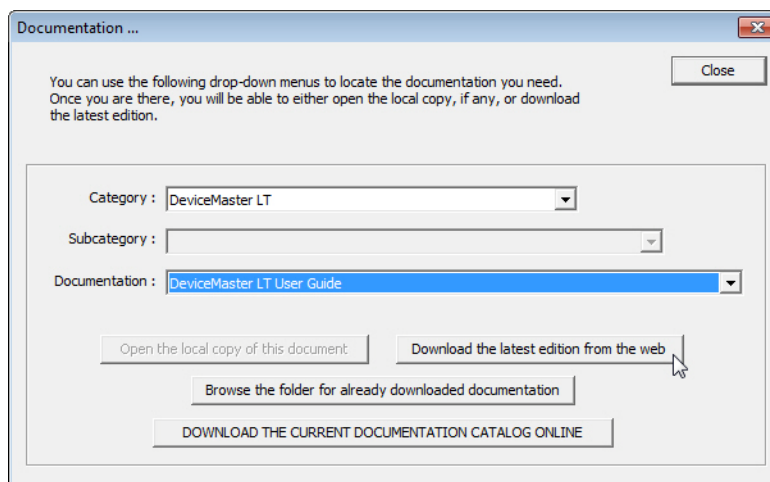 Documentation ...
Close
You can use the following drop-down menus to locate the documentation you need.
Once you are there, you will be able to either open the local copy, if any, or download
the latest edition.
Category : DeviceMaster LT
Subcategory :
Documentation : DeviceMaster LT User Guide
Open the local copy of this document Download the latest edition from the web
Browse the folder for already downloaded documentation
DOWNLOAD THE CURRENT DOCUMENTATION CATALOG ONLINE